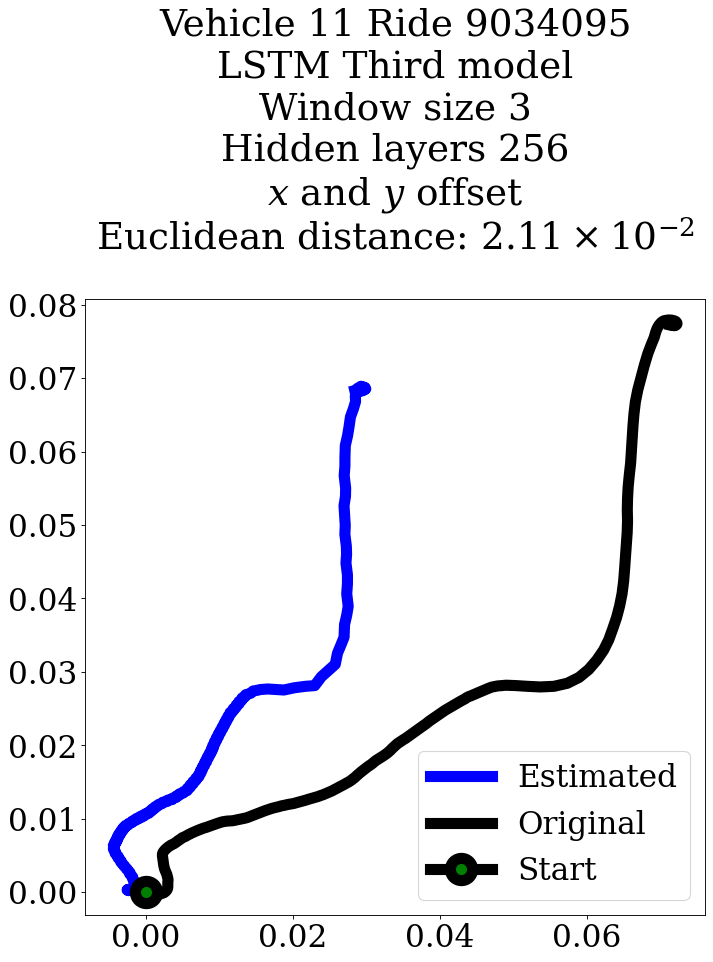 Vehicle 11 Ride 9034095
LSTM Third model
Window size 3
Hidden layers 256
x and y offset
Euclidean distance: 2.11 × 10⁻²
0.08
0.07
0.06
0.05
0.04
0.03
0.02
0.01
0.00
Estimated
Original
Start
0.00 0.02 0.04 0.06